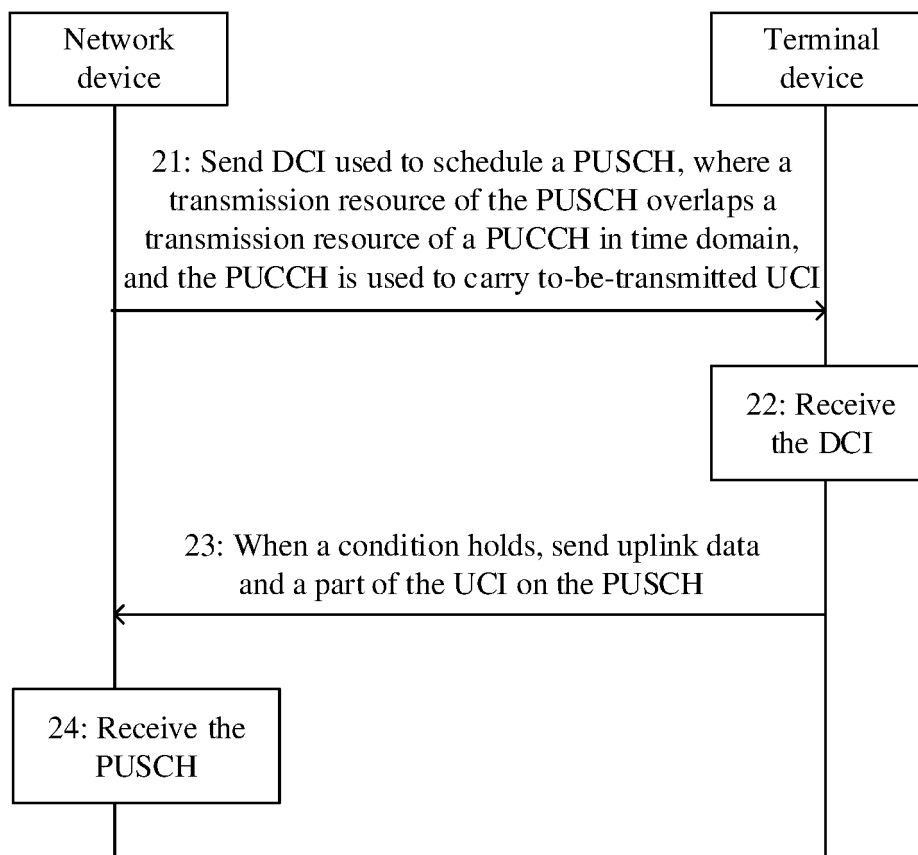 Network
device
Terminal
device
21: Send DCI used to schedule a PUSCH, where a
transmission resource of the PUSCH overlaps a
transmission resource of a PUCCH in time domain,
and the PUCCH is used to carry to-be-transmitted UCI
22: Receive
the DCI
23: When a condition holds, send uplink data
and a part of the UCI on the PUSCH
24: Receive the
PUSCH